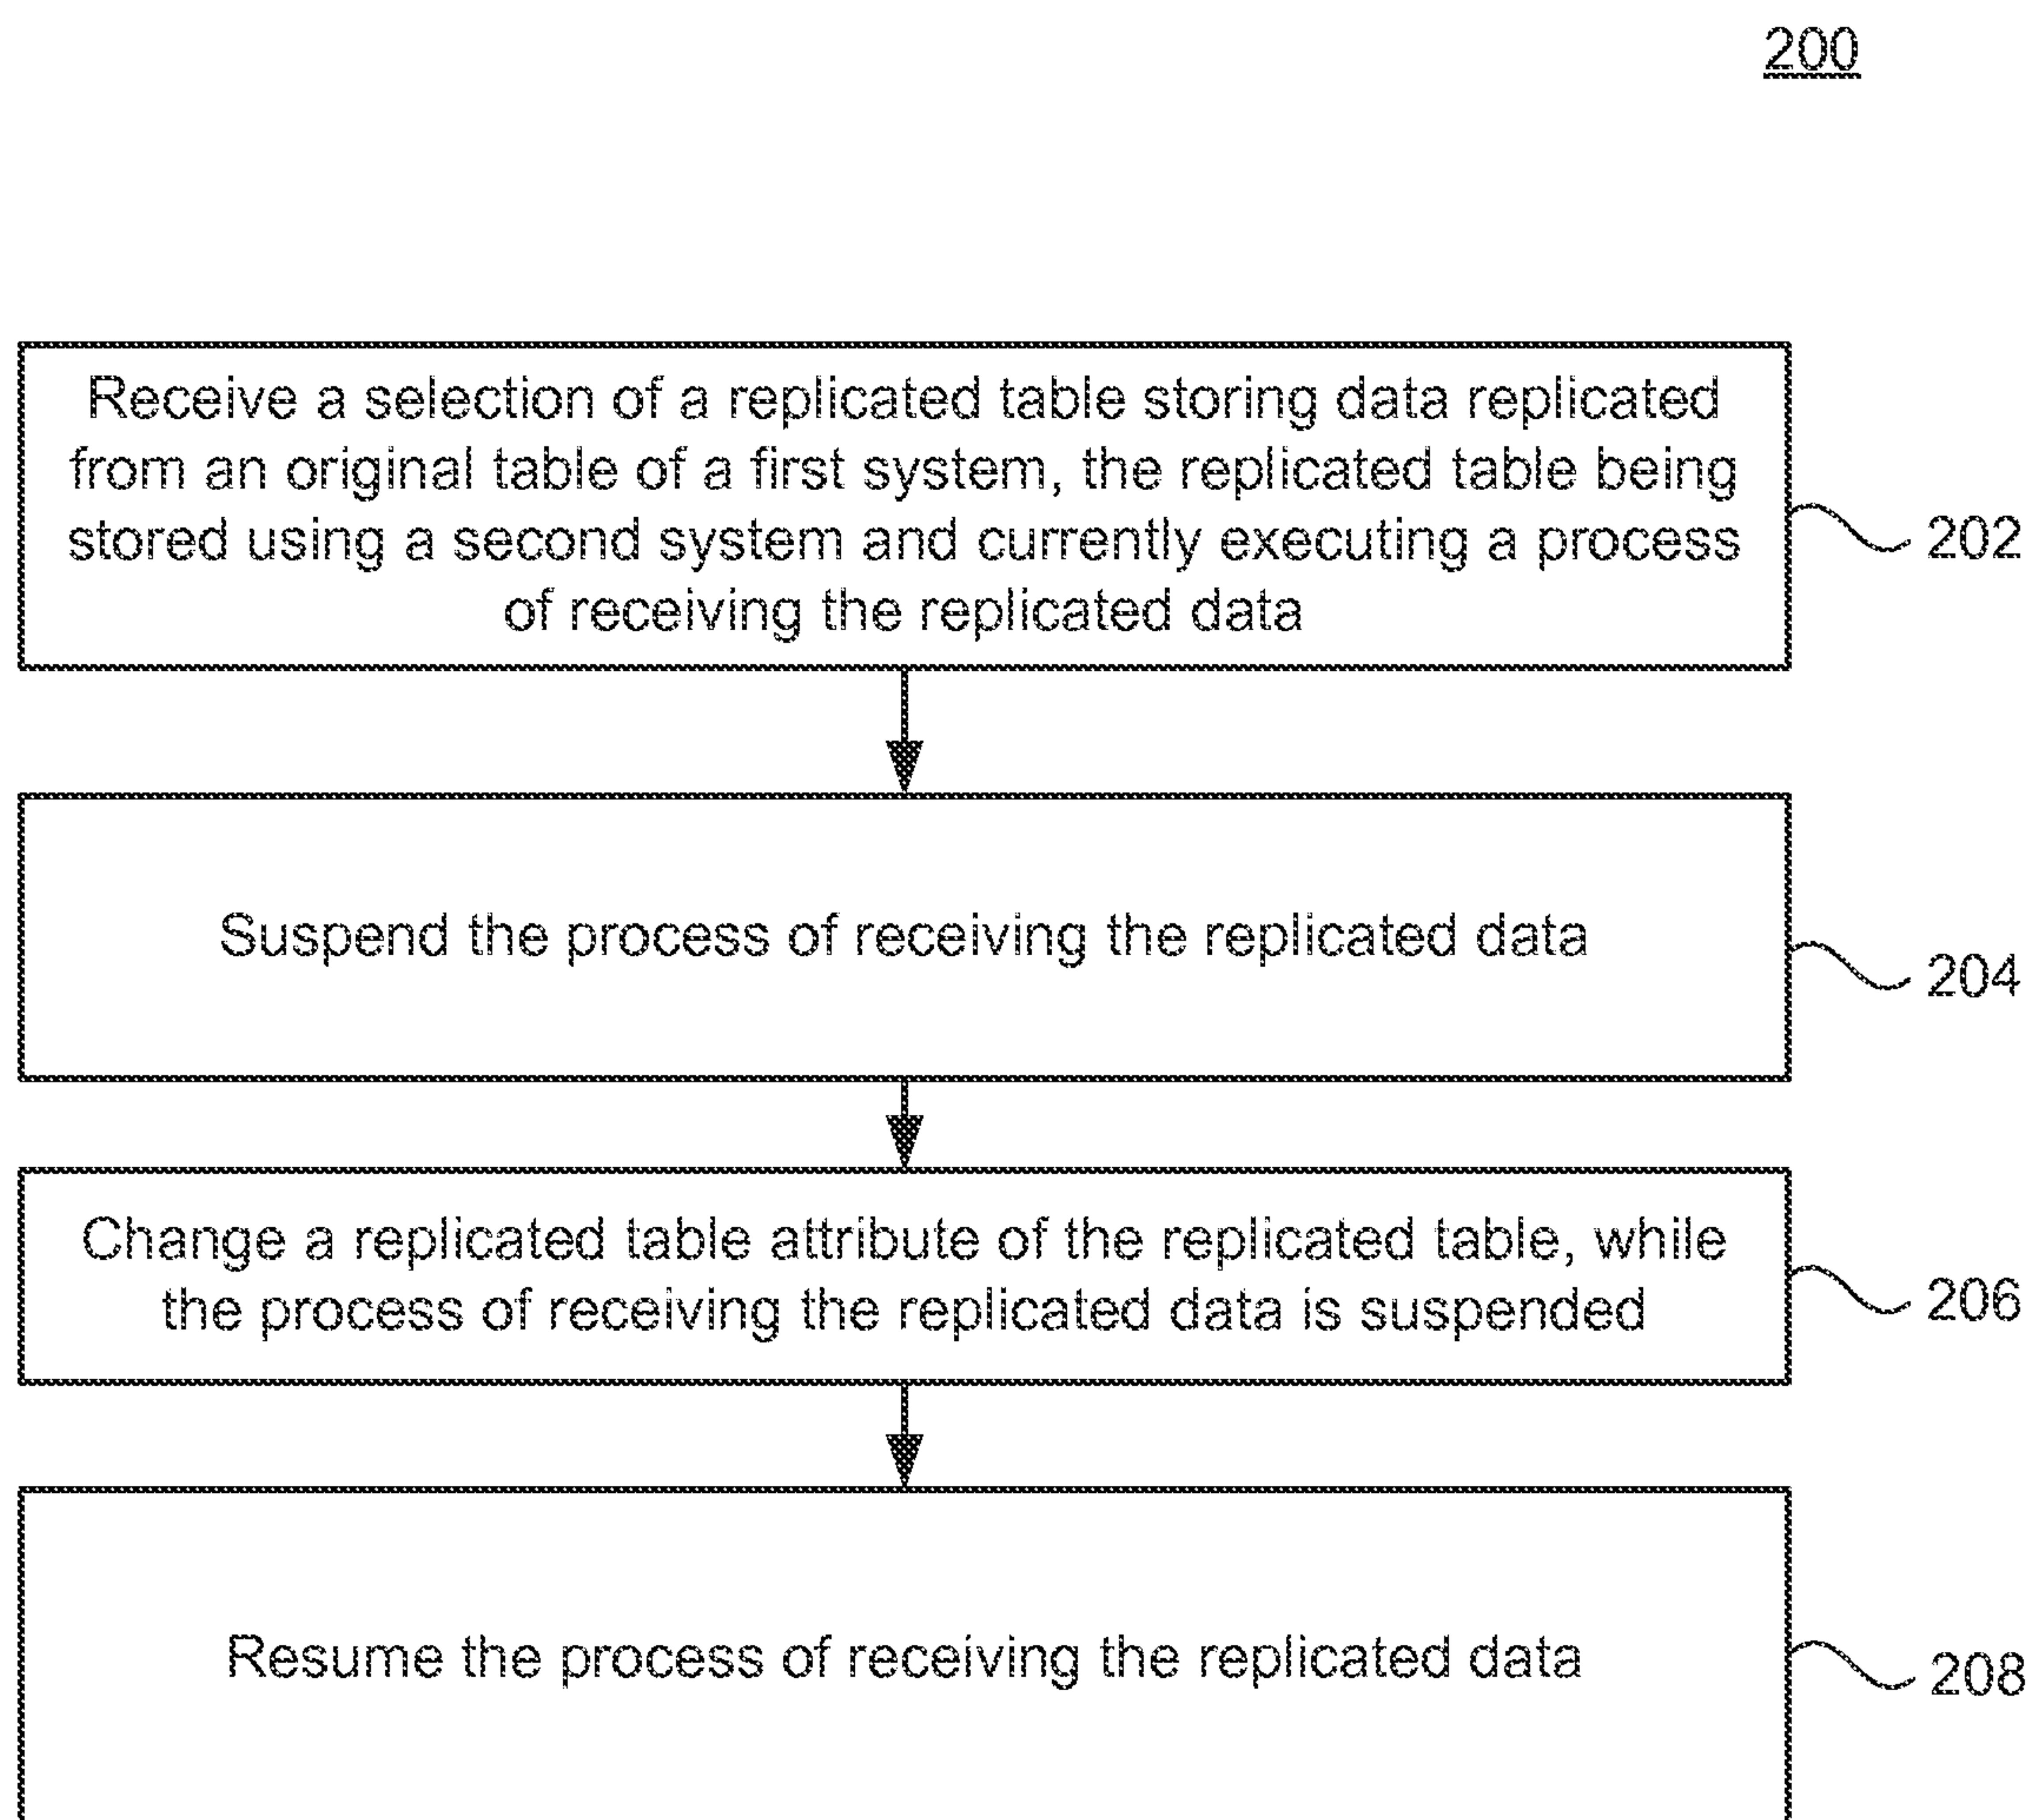 200
Receive a selection of a replicated table storing data replicated
from an original table of a first system, the replicated table being
stored using a second system and currently executing a process
of receiving the replicated data
202
Suspend the process of receiving the replicated data
204
Change a replicated table attribute of the replicated table, while
the process of receiving the replicated data is suspended
206
Resume the process of receiving the replicated data
208